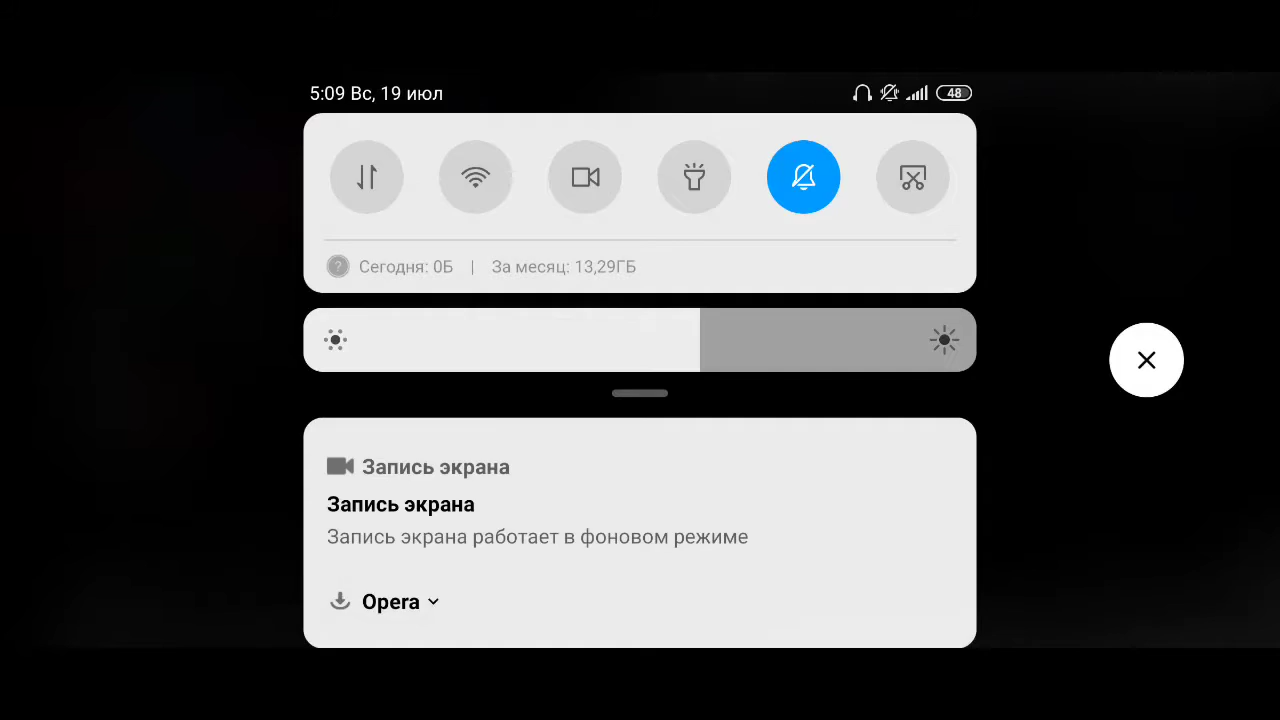 5:09 Вс, 19 июл
48
Сегодня: 0Б | За месяц: 13,29ГБ
Запись экрана
Запись экрана
Запись экрана работает в фоновом режиме
Opera